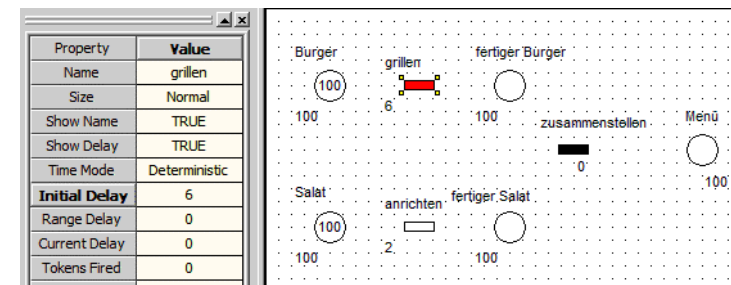 Property Value
Name grillen
Size Normal
Show Name TRUE
Show Delay TRUE
Time Mode Deterministic
Initial Delay 6
Range Delay 0
Current Delay 0
Tokens Fired 0
Burger
grillen
fertiger Burger
100
6
100
100
zusammenstellen
0
Menü
100
Salat
anrichten
fertiger Salat
100
2
100
100